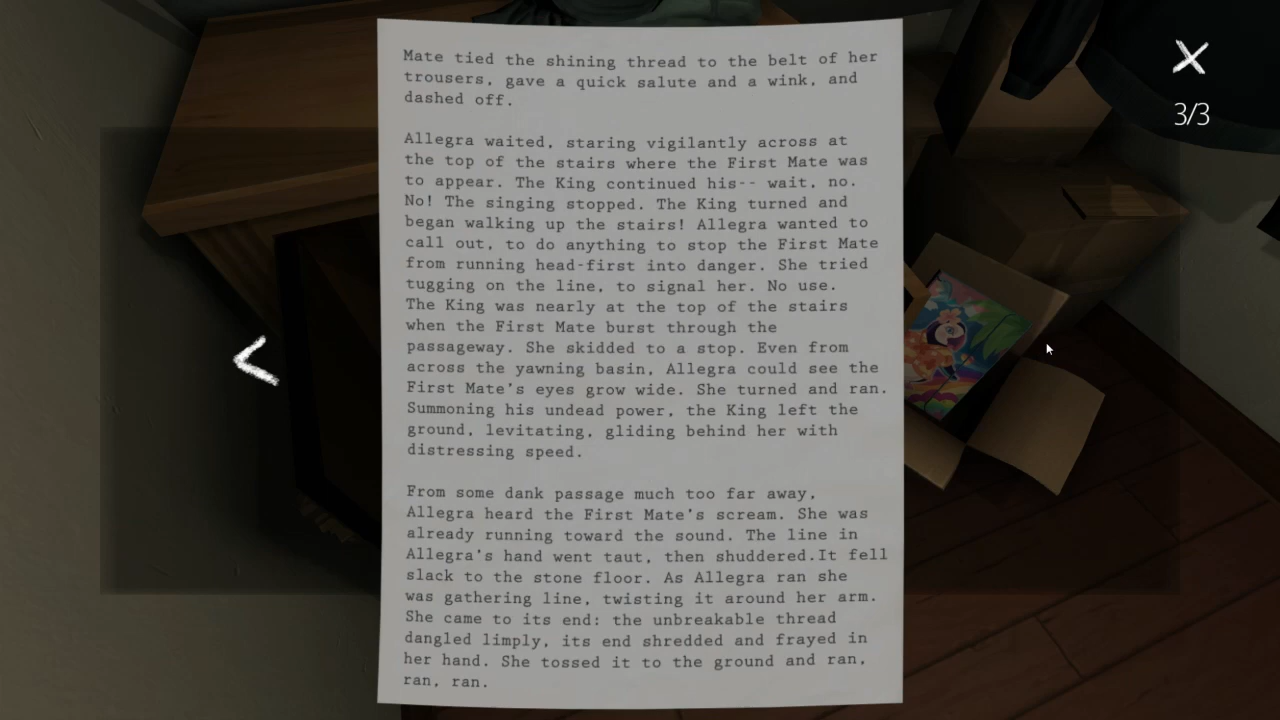 Mate tied the shining thread to the belt of her
trousers, gave a quick salute and a wink, and
dashed off.
Allegra waited, staring vigilantly across at
the top of the stairs where the First Mate was
to appear. The King continued his-- wait, no.
No! The singing stopped. The King turned and
began walking up the stairs! Allegra wanted to
call out, to do anything to stop the First Mate
from running head-first into danger. She tried
tugging on the line, to signal her. No use.
The King was nearly at the top of the stairs
when the First Mate burst through the
passageway. She skidded to a stop. Even from
across the yawning basin, Allegra could see the
First Mate's eyes grow wide. She turned and ran.
Summoning his undead power, the King left the
ground, levitating, gliding behind her with
distressing speed.
From some dank passage much too far away,
Allegra heard the First Mate's scream. She was
already running toward the sound. The line in
Allegra's hand went taut, then shuddered.It fell
slack to the stone floor. As Allegra ran she
was gathering line, twisting it around her arm.
She came to its end: the unbreakable thread
dangled limply, its end shredded and frayed in
her hand. She tossed it to the ground and ran,
ran, ran.
3/3